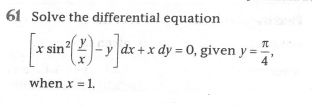 61 Solve the differential equation
[x sin²(y/x) – y] dx + x dy = 0, given y = π/4,
when x = 1.